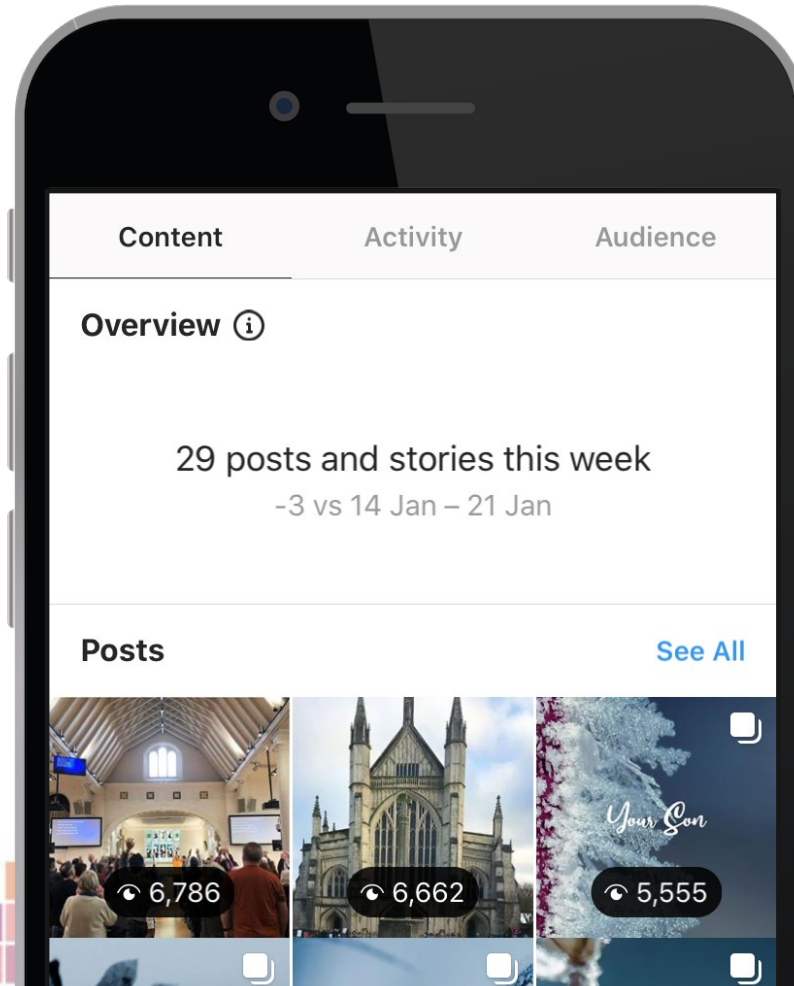 Content Activity Audience
Overview
29 posts and stories this week
-3 vs 14 Jan – 21 Jan
Posts See All
Your Son
6,786 6,662 5,555